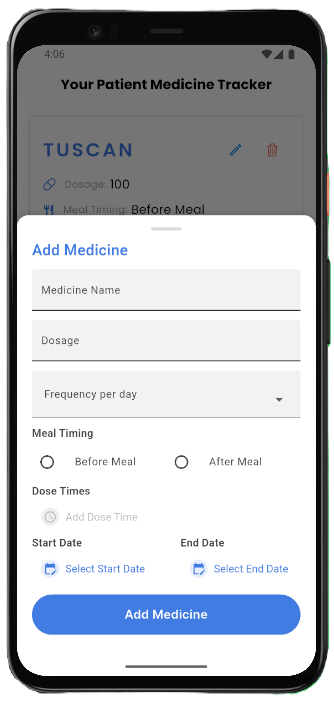 4:06
Your Patient Medicine Tracker
TUSCAN
Dosage: 100
Meal Timing: Before Meal
Add Medicine
Medicine Name
Dosage
Frequency per day
Meal Timing
Before Meal After Meal
Dose Times
Add Dose Time
Start Date End Date
Select Start Date Select End Date
Add Medicine